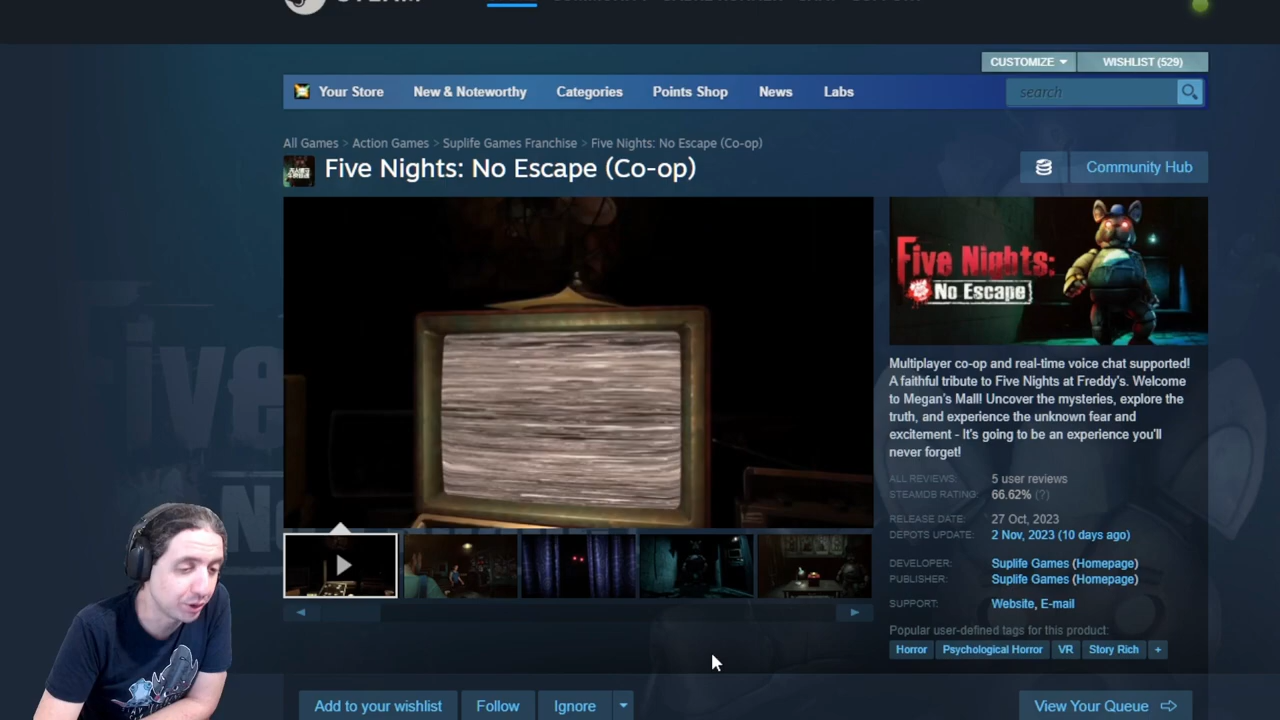 CUSTOMIZE
WISHLIST (529)
Your Store
New & Noteworthy
Categories
Points Shop
News
Labs
search
All Games > Action Games > Suplife Games Franchise > Five Nights: No Escape (Co-op)
Five Nights: No Escape (Co-op)
Community Hub
Five Nights:
No Escape
Multiplayer co-op and real-time voice chat supported!
A faithful tribute to Five Nights at Freddy's. Welcome
to Megan's Mall! Uncover the mysteries, explore the
truth, and experience the unknown fear and
excitement - It's going to be an experience you'll
never forget!
ALL REVIEWS: 5 user reviews
STEAMDB RATING: 66.62% (?)
RELEASE DATE: 27 Oct, 2023
DEPOTS UPDATE: 2 Nov, 2023 (10 days ago)
DEVELOPER: Suplife Games (Homepage)
PUBLISHER: Suplife Games (Homepage)
SUPPORT: Website, E-mail
Popular user-defined tags for this product:
Horror
Psychological Horror
VR
Story Rich
+
Add to your wishlist
Follow
Ignore
View Your Queue